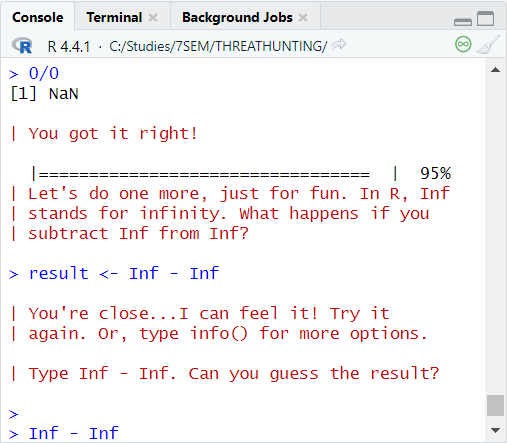 Console Terminal × Background Jobs ×
R R 4.4.1 · C:/Studies/7SEM/THREATHUNTING/
> 0/0
[1] NaN
| You got it right!
|================================= | 95%
| Let's do one more, just for fun. In R, Inf
| stands for infinity. What happens if you
| subtract Inf from Inf?
> result <- Inf - Inf
| You're close...I can feel it! Try it
| again. Or, type info() for more options.
| Type Inf - Inf. Can you guess the result?
>
> Inf - Inf